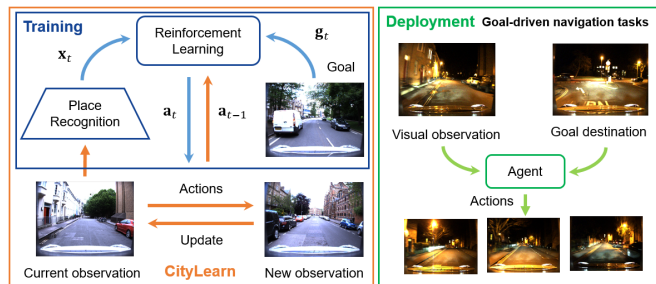 Training
Reinforcement
Learning
x_t
g_t
Goal
Place
Recognition
a_t
a_{t−1}
Actions
Update
Current observation
CityLearn
New observation
Deployment Goal-driven navigation tasks
Visual observation
Goal destination
Agent
Actions